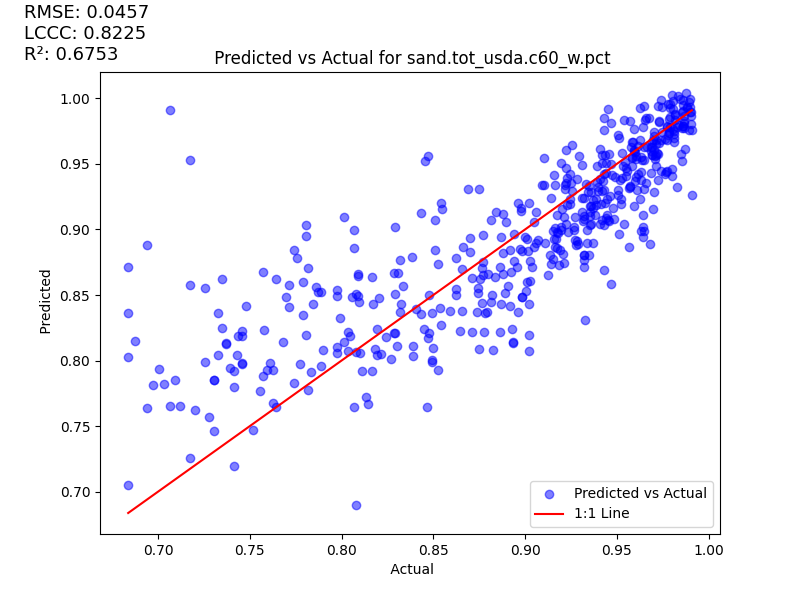 RMSE: 0.0457
LCCC: 0.8225
R²: 0.6753
Predicted vs Actual for sand.tot_usda.c60_w.pct
1.00
0.95
0.90
0.85
0.80
0.75
0.70
Predicted
Predicted vs Actual
1:1 Line
0.70 0.75 0.80 0.85 0.90 0.95 1.00
Actual